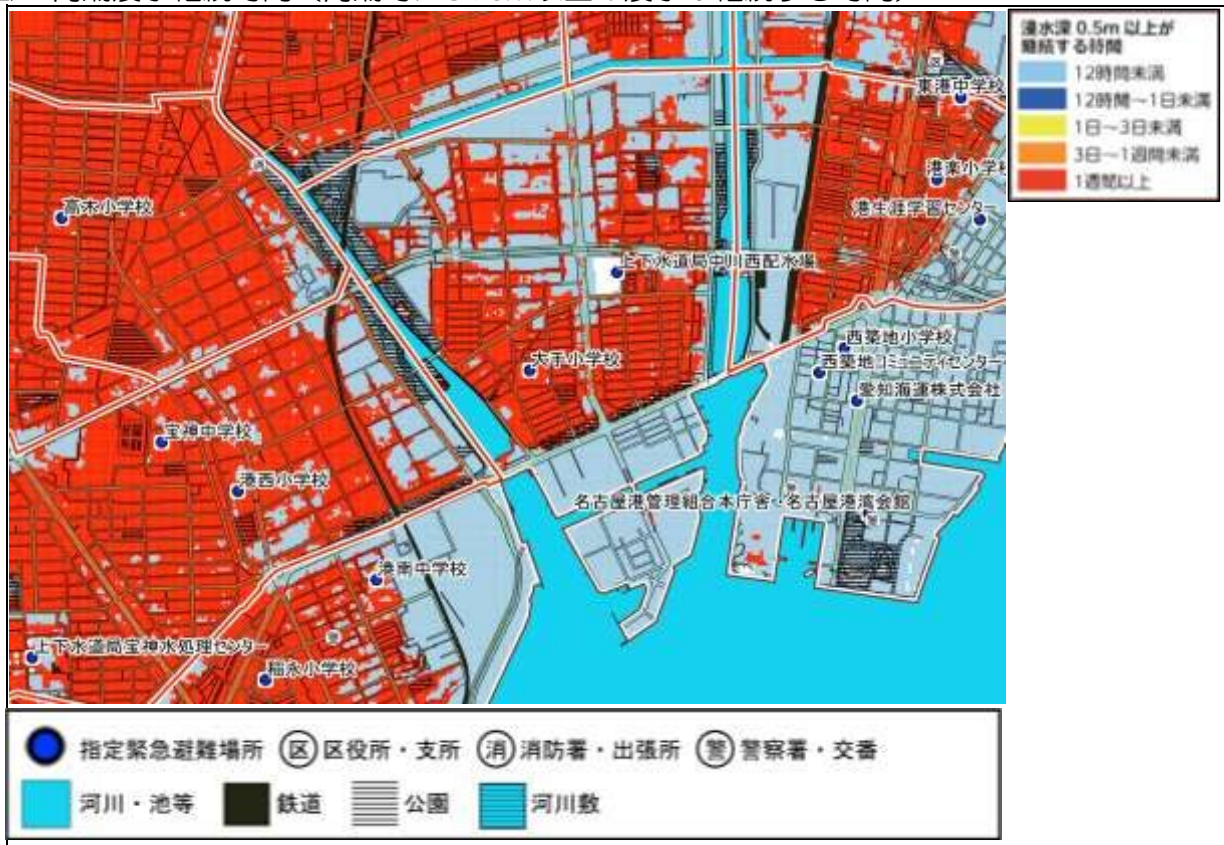 浸水深 0.5m 以上が
継続する時間
12時間未満
12時間～1日未満
1日～3日未満
3日～1週間未満
1週間以上
区
東港中学校
港楽小学校
高木小学校
港生涯学習センター
上下水道局中川西配水場
西築地小学校
大手小学校
西築地コミュニティセンター
愛知海運株式会社
宝神中学校
港西小学校
名古屋港管理組合本庁舎・名古屋港湾会館
港南中学校
上下水道局宝神水処理センター
稲永小学校
指定緊急避難場所 区 区役所・支所 消 消防署・出張所 警 警察署・交番
河川・池等 鉄道 公園 河川敷